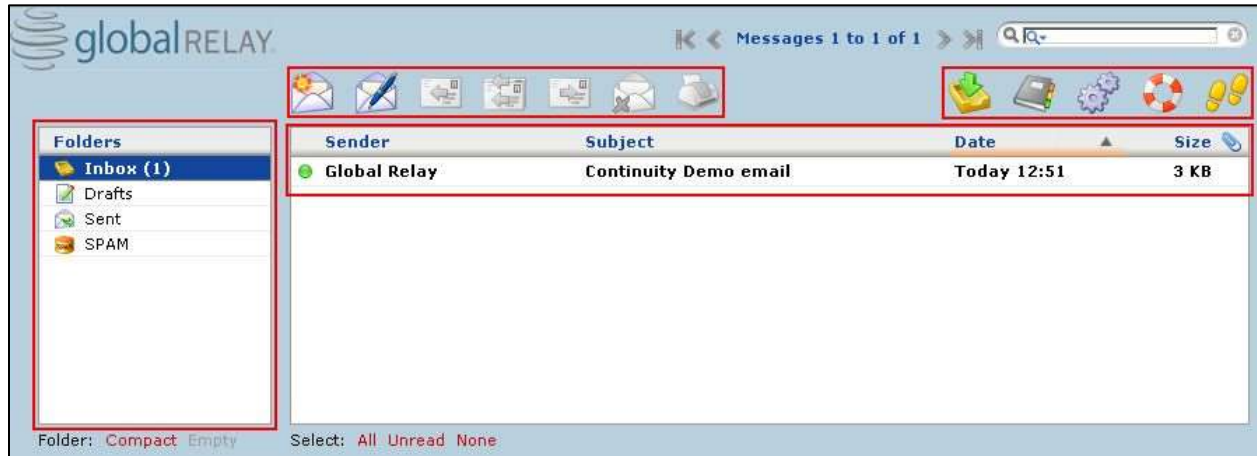 globalRELAY
Messages 1 to 1 of 1
Folders
Inbox (1)
Drafts
Sent
SPAM
Sender Subject Date Size
Global Relay Continuity Demo email Today 12:51 3 KB
Folder: Compact Empty
Select: All Unread None